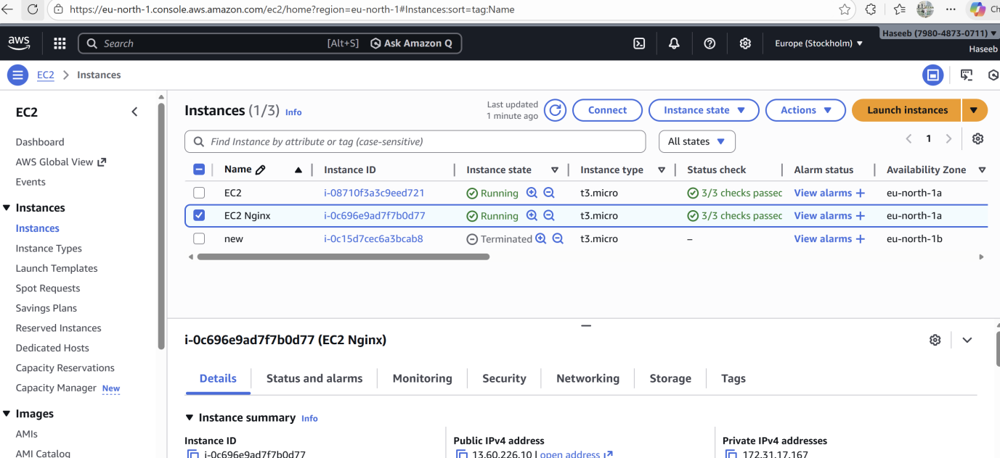 https://eu-north-1.console.aws.amazon.com/ec2/home?region=eu-north-1#Instances:sort=tag:Name
aws
Search
[Alt+S]
Ask Amazon Q
Europe (Stockholm)
Haseeb (7980-4873-0711)
Haseeb
EC2
Instances
EC2
Dashboard
AWS Global View
Events
Instances
Instances
Instance Types
Launch Templates
Spot Requests
Savings Plans
Reserved Instances
Dedicated Hosts
Capacity Reservations
Capacity Manager New
Images
AMIs
AMI Catalog
Instances (1/3) Info
Last updated
1 minute ago
Connect
Instance state
Actions
Launch instances
Find Instance by attribute or tag (case-sensitive)
All states
1
Name Instance ID Instance state Instance type Status check Alarm status Availability Zone
EC2 i-08710f3a3c9eed721 Running t3.micro 3/3 checks passec View alarms + eu-north-1a
EC2 Nginx i-0c696e9ad7f7b0d77 Running t3.micro 3/3 checks passec View alarms + eu-north-1a
new i-0c15d7cec6a3bcab8 Terminated t3.micro – View alarms + eu-north-1b
i-0c696e9ad7f7b0d77 (EC2 Nginx)
Details Status and alarms Monitoring Security Networking Storage Tags
Instance summary Info
Instance ID
i-0c696e9ad7f7b0d77
Public IPv4 address
13.60.226.10 | open address
Private IPv4 addresses
172.31.17.167